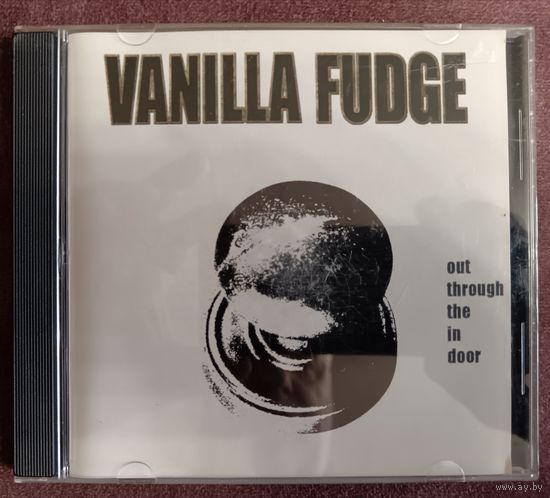 VANILLA FUDGE
out
through
the
in
door
www.ay.by